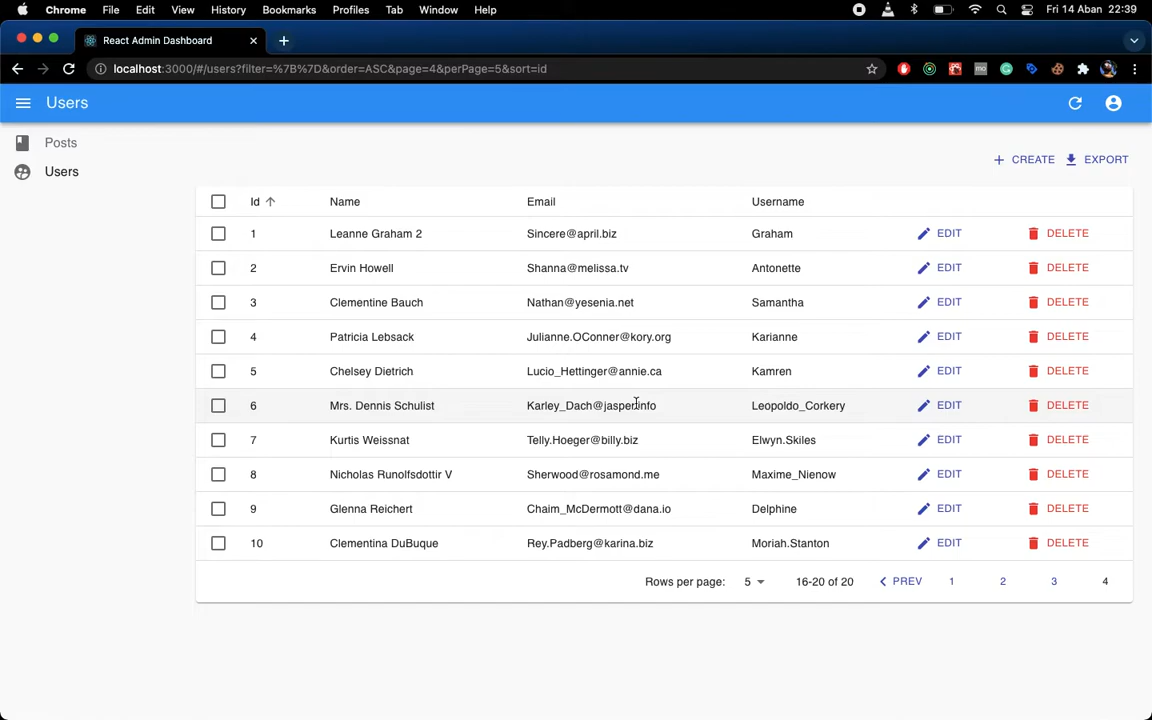 Chrome File Edit View History Bookmarks Profiles Tab Window Help Fri 14 Aban 22:39
React Admin Dashboard
localhost:3000/#/users?filter=%7B%7D&order=ASC&page=4&perPage=5&sort=id
Users
Posts
Users
CREATE EXPORT
Id Name Email Username
1 Leanne Graham 2 Sincere@april.biz Graham EDIT DELETE
2 Ervin Howell Shanna@melissa.tv Antonette EDIT DELETE
3 Clementine Bauch Nathan@yesenia.net Samantha EDIT DELETE
4 Patricia Lebsack Julianne.OConner@kory.org Karianne EDIT DELETE
5 Chelsey Dietrich Lucio_Hettinger@annie.ca Kamren EDIT DELETE
6 Mrs. Dennis Schulist Karley_Dach@jasper.info Leopoldo_Corkery EDIT DELETE
7 Kurtis Weissnat Telly.Hoeger@billy.biz Elwyn.Skiles EDIT DELETE
8 Nicholas Runolfsdottir V Sherwood@rosamond.me Maxime_Nienow EDIT DELETE
9 Glenna Reichert Chaim_McDermott@dana.io Delphine EDIT DELETE
10 Clementina DuBuque Rey.Padberg@karina.biz Moriah.Stanton EDIT DELETE
Rows per page: 5 16-20 of 20 PREV 1 2 3 4